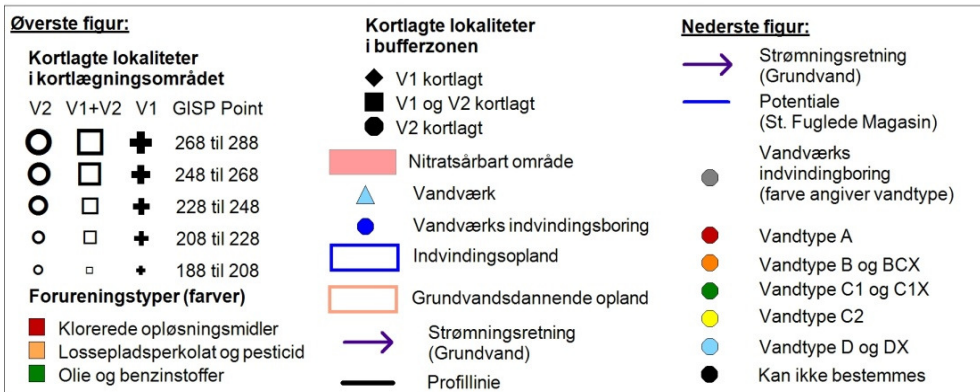 Øverste figur:
Kortlagte lokaliteter
i kortlægningsområdet
V2 V1+V2 V1 GISP Point
268 til 288
248 til 268
228 til 248
208 til 228
188 til 208
Forureningstyper (farver)
Klorerede opløsningsmidler
Lossepladsperkolat og pesticid
Olie og benzinstoffer
Kortlagte lokaliteter
i bufferzonen
V1 kortlagt
V1 og V2 kortlagt
V2 kortlagt
Nitratsårbart område
Vandværk
Vandværks indvindingsboring
Indvindingsopland
Grundvandsdannende opland
Strømningsretning
(Grundvand)
Profillinie
Nederste figur:
Strømningsretning
(Grundvand)
Potentiale
(St. Fuglede Magasin)
Vandværks
indvindingboring
(farve angiver vandtype)
Vandtype A
Vandtype B og BCX
Vandtype C1 og C1X
Vandtype C2
Vandtype D og DX
Kan ikke bestemmes